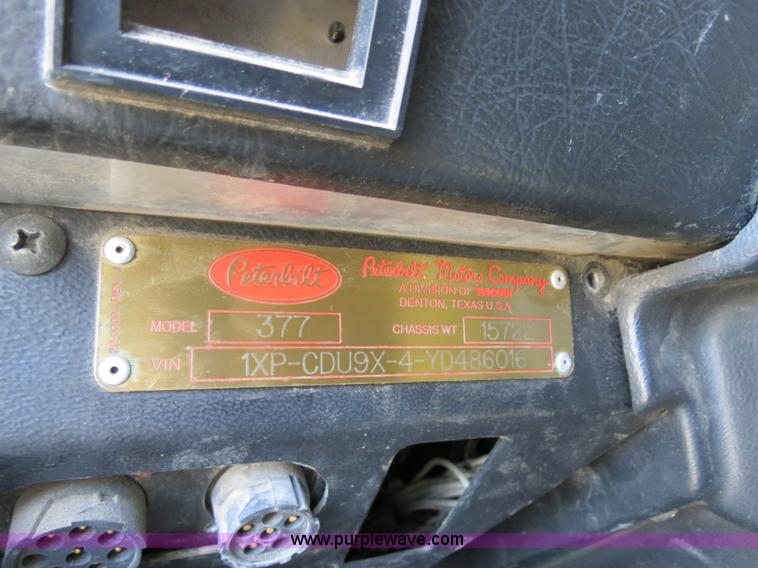 Peterbilt
Peterbilt Motors Company
A DIVISION OF PACCAR
DENTON, TEXAS U.S.A.
MODEL 377 CHASSIS WT
VIN 1XP-CDU9X-4-YD486016
www.purplewave.com